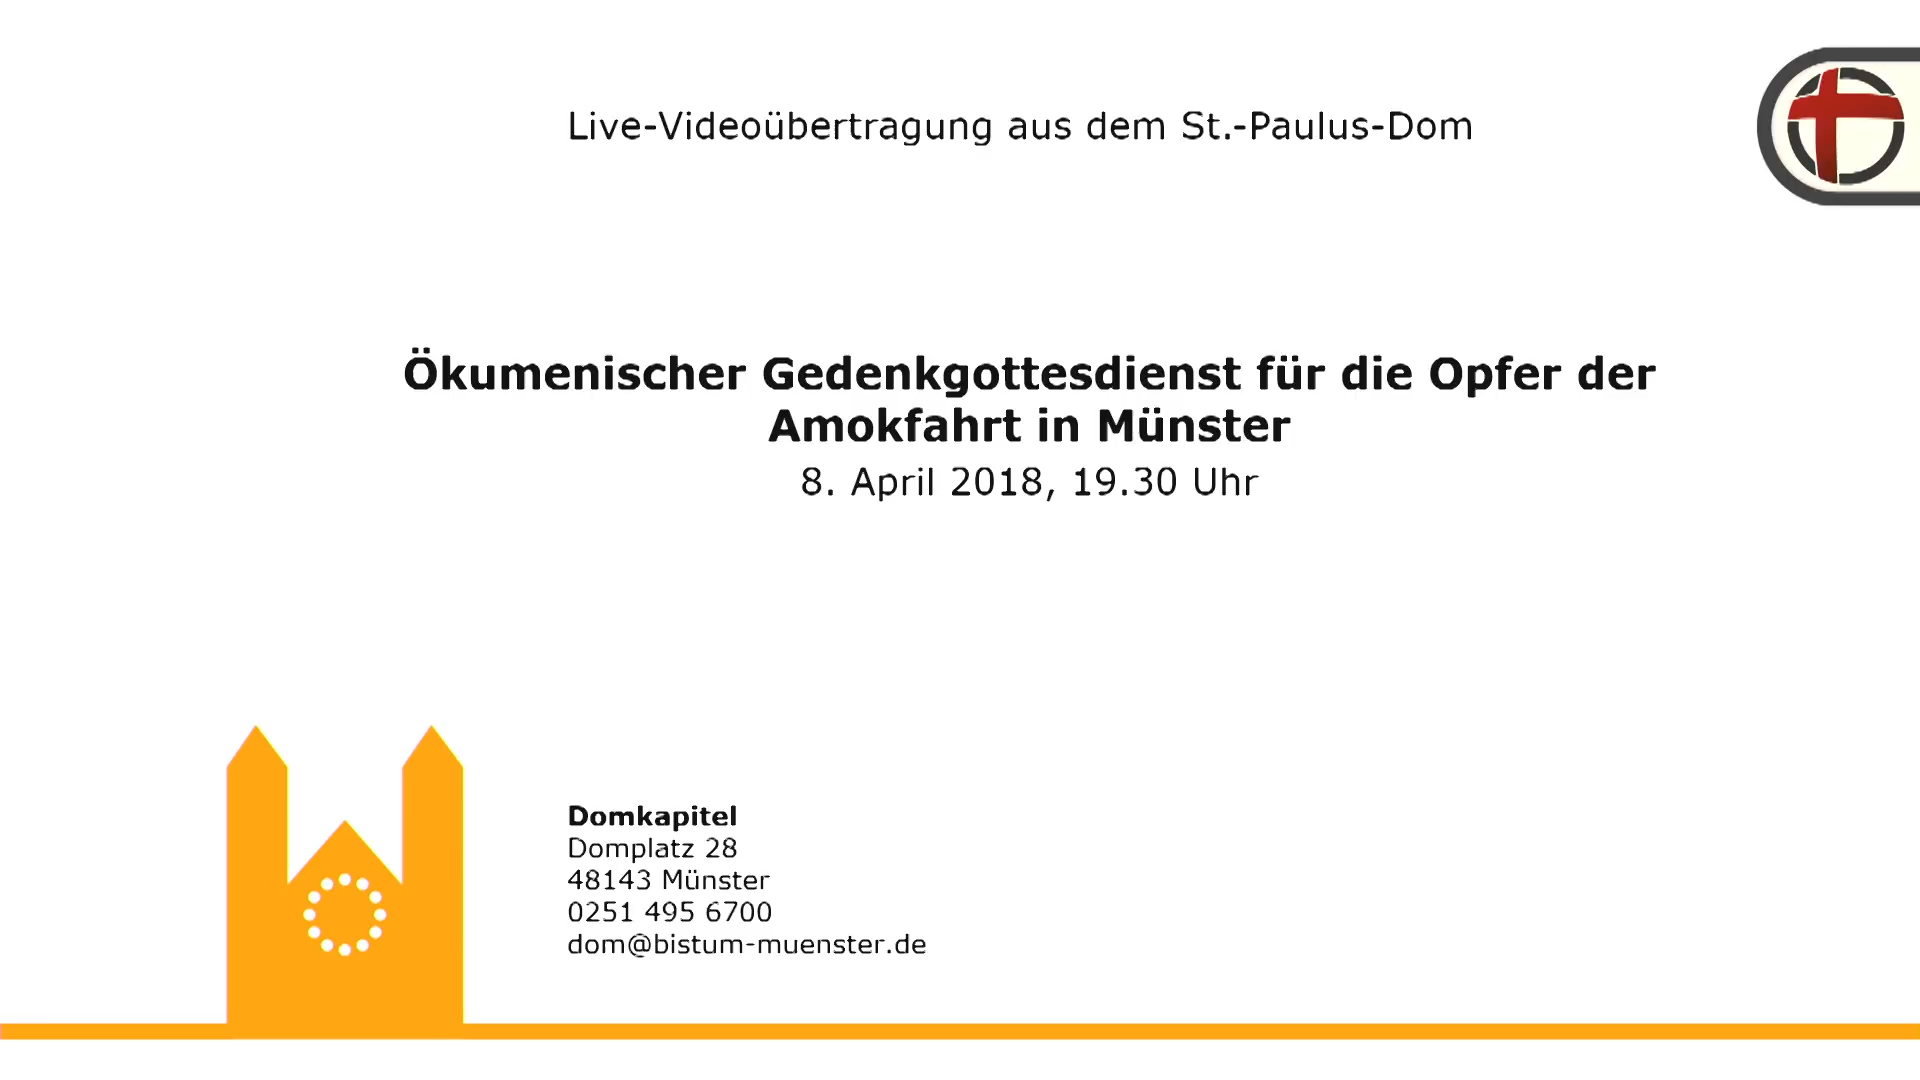 Live-Videoübertragung aus dem St.-Paulus-Dom
Ökumenischer Gedenkgottesdienst für die Opfer der
Amokfahrt in Münster
8. April 2018, 19.30 Uhr
Domkapitel
Domplatz 28
48143 Münster
0251 495 6700
dom@bistum-muenster.de